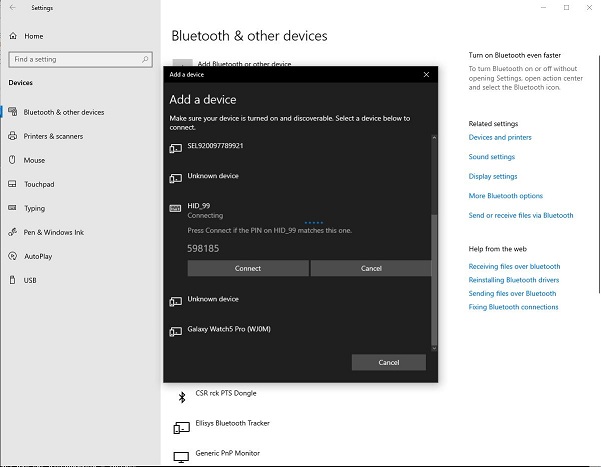 Settings
Home
Bluetooth & other devices
Find a setting
Add Bluetooth or other device
Turn on Bluetooth even faster
To turn Bluetooth on or off without
opening Settings, open action center
and select the Bluetooth icon.
Devices
Bluetooth & other devices
Printers & scanners
Mouse
Touchpad
Typing
Pen & Windows Ink
AutoPlay
USB
Add a device
Add a device
Make sure your device is turned on and discoverable. Select a device below to
connect.
SEL920097789921
Unknown device
HID_99
Connecting
Press Connect if the PIN on HID_99 matches this one.
598185
Connect
Cancel
Unknown device
Galaxy Watch5 Pro (WJ0M)
Cancel
CSR rck PTS Dongle
Ellisys Bluetooth Tracker
Generic PnP Monitor
Related settings
Devices and printers
Sound settings
Display settings
More Bluetooth options
Send or receive files via Bluetooth
Help from the web
Receiving files over bluetooth
Reinstalling Bluetooth drivers
Sending files over Bluetooth
Fixing Bluetooth connections